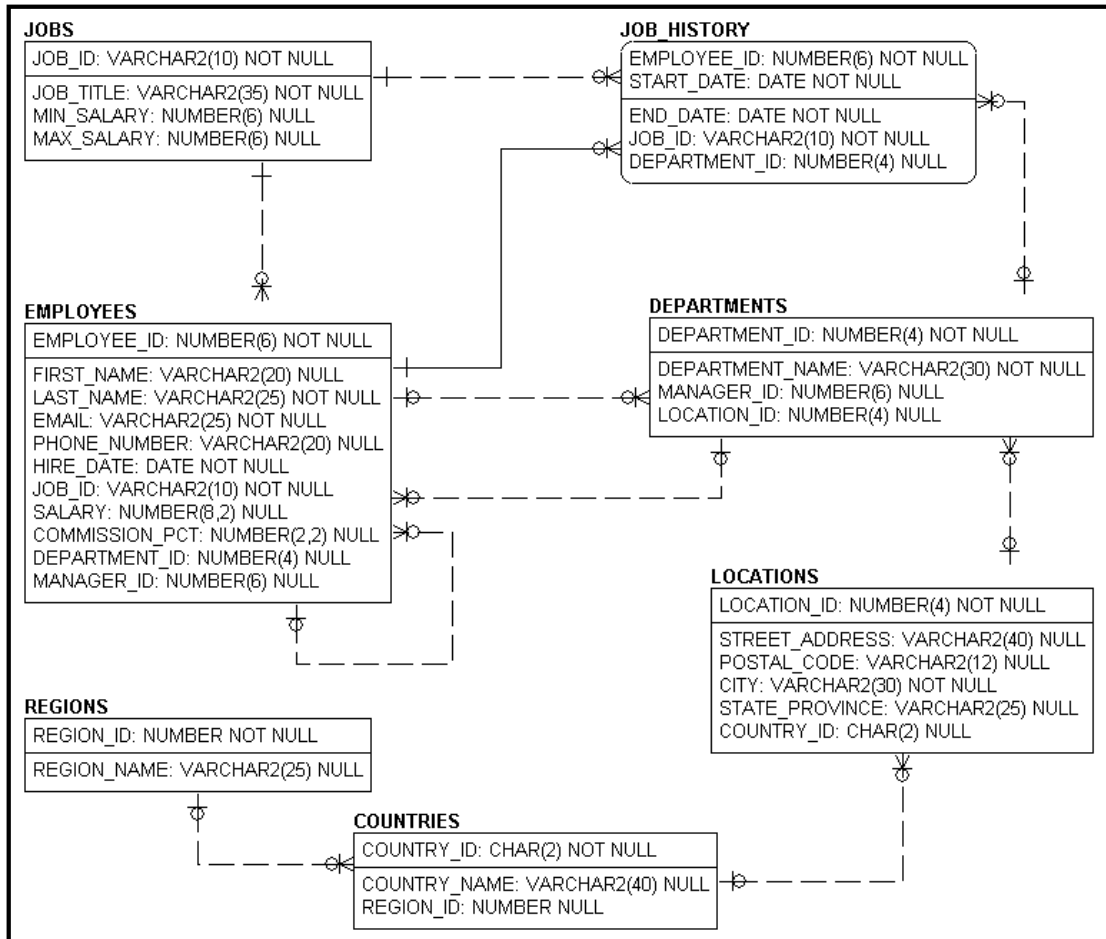 JOBS
JOB_ID: VARCHAR2(10) NOT NULL
JOB_TITLE: VARCHAR2(35) NOT NULL
MIN_SALARY: NUMBER(6) NULL
MAX_SALARY: NUMBER(6) NULL
JOB_HISTORY
EMPLOYEE_ID: NUMBER(6) NOT NULL
START_DATE: DATE NOT NULL
END_DATE: DATE NOT NULL
JOB_ID: VARCHAR2(10) NOT NULL
DEPARTMENT_ID: NUMBER(4) NULL
EMPLOYEES
EMPLOYEE_ID: NUMBER(6) NOT NULL
FIRST_NAME: VARCHAR2(20) NULL
LAST_NAME: VARCHAR2(25) NOT NULL
EMAIL: VARCHAR2(25) NOT NULL
PHONE_NUMBER: VARCHAR2(20) NULL
HIRE_DATE: DATE NOT NULL
JOB_ID: VARCHAR2(10) NOT NULL
SALARY: NUMBER(8,2) NULL
COMMISSION_PCT: NUMBER(2,2) NULL
DEPARTMENT_ID: NUMBER(4) NULL
MANAGER_ID: NUMBER(6) NULL
DEPARTMENTS
DEPARTMENT_ID: NUMBER(4) NOT NULL
DEPARTMENT_NAME: VARCHAR2(30) NOT NULL
MANAGER_ID: NUMBER(6) NULL
LOCATION_ID: NUMBER(4) NULL
LOCATIONS
LOCATION_ID: NUMBER(4) NOT NULL
STREET_ADDRESS: VARCHAR2(40) NULL
POSTAL_CODE: VARCHAR2(12) NULL
CITY: VARCHAR2(30) NOT NULL
STATE_PROVINCE: VARCHAR2(25) NULL
COUNTRY_ID: CHAR(2) NULL
REGIONS
REGION_ID: NUMBER NOT NULL
REGION_NAME: VARCHAR2(25) NULL
COUNTRIES
COUNTRY_ID: CHAR(2) NOT NULL
COUNTRY_NAME: VARCHAR2(40) NULL
REGION_ID: NUMBER NULL